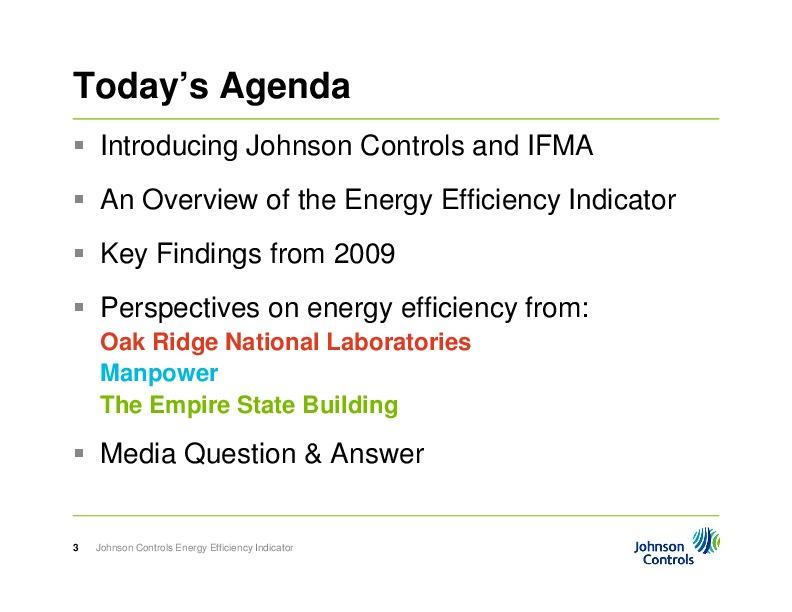 Today’s Agenda
▪ Introducing Johnson Controls and IFMA
▪ An Overview of the Energy Efficiency Indicator
▪ Key Findings from 2009
▪ Perspectives on energy efficiency from:
Oak Ridge National Laboratories
Manpower
The Empire State Building
▪ Media Question & Answer
3 Johnson Controls Energy Efficiency Indicator
Johnson
Controls